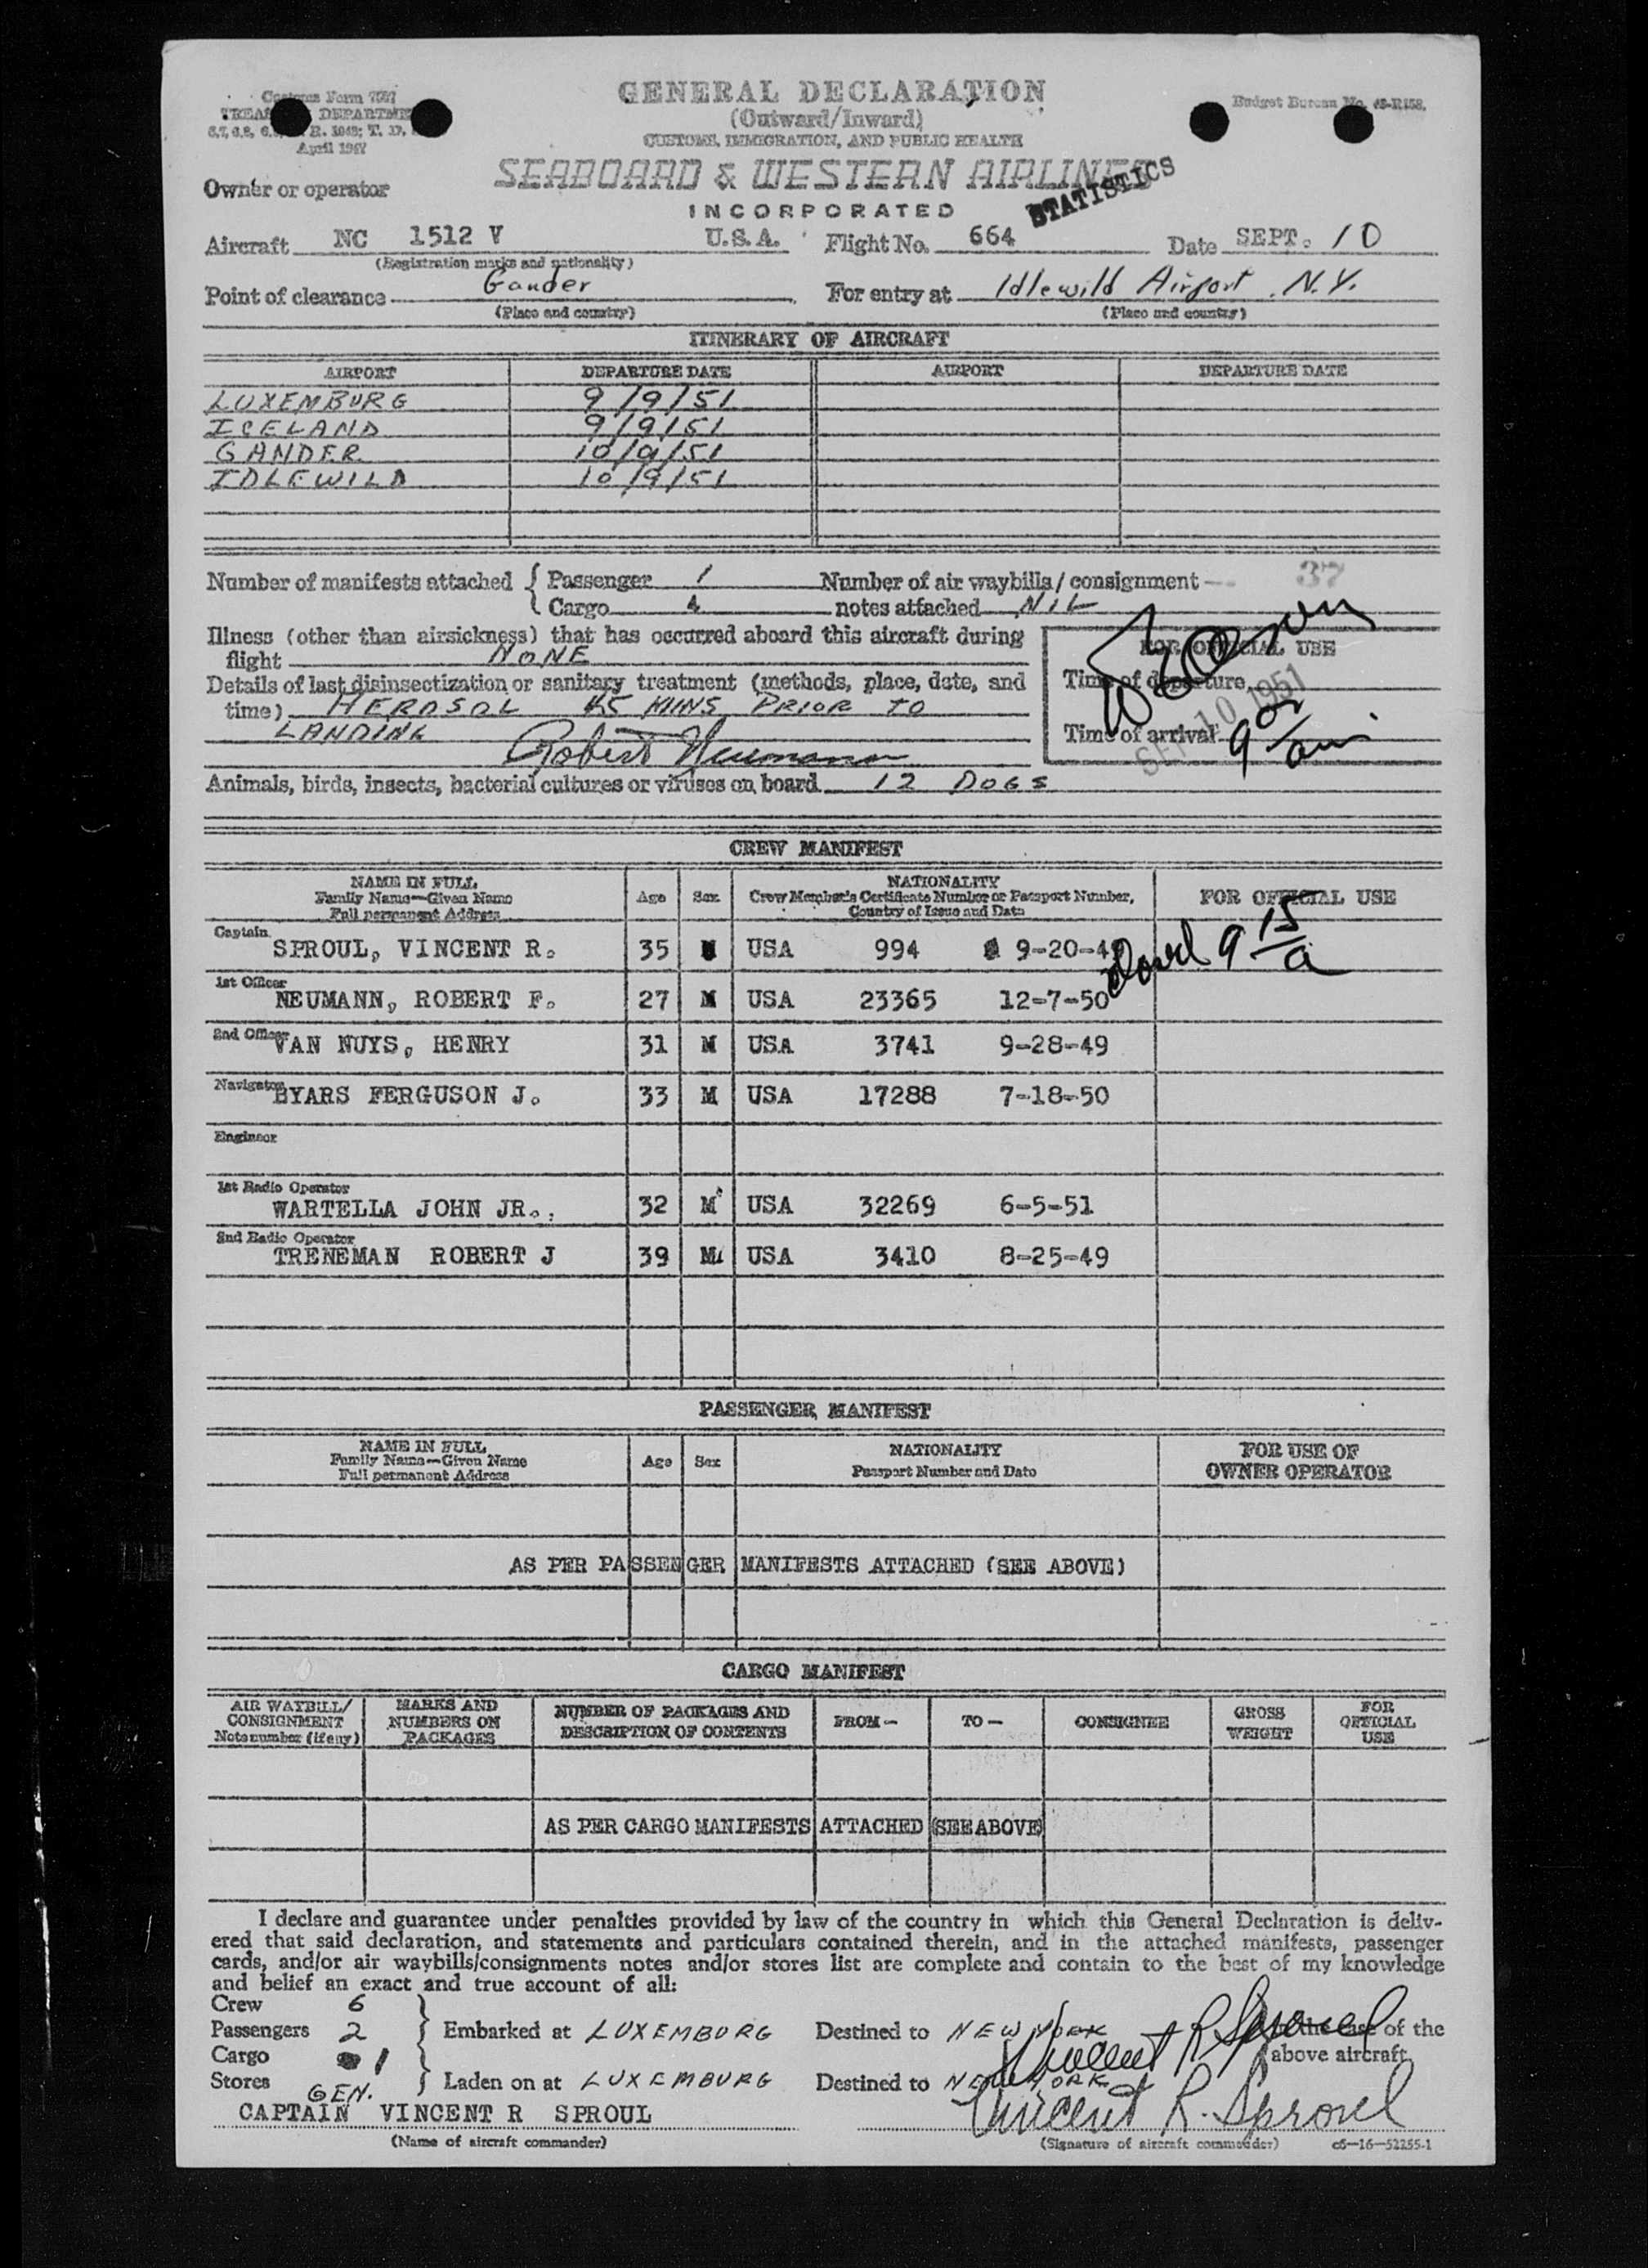 Customs Form 7507
TREASURY DEPARTMENT
April 1947
GENERAL DECLARATION
(Outward/Inward)
CUSTOMS, IMMIGRATION, AND PUBLIC HEALTH
Budget Bureau No. 48-R158.
SEABOARD & WESTERN AIRLINES
INCORPORATED
STATISTICS
Owner or operator
Aircraft NC 1512 V U.S.A. Flight No. 664 Date SEPT. 10
(Registration marks and nationality)
Point of clearance Gander For entry at Idlewild Airport, N.Y.
(Place and country) (Place and country)
ITINERARY OF AIRCRAFT
AIRPORT DEPARTURE DATE AIRPORT DEPARTURE DATE
LUXEMBURG 9/9/51
ICELAND 9/9/51
GANDER 10/9/51
IDLEWILD 10/9/51
Number of manifests attached { Passenger 1 Number of air waybills/consignment 37
Cargo notes attached NIL
Illness (other than airsickness) that has occurred aboard this aircraft during
flight NONE
FOR OFFICIAL USE
Details of last disinsectization or sanitary treatment (methods, place, date, and
Time of departure
time) AEROSOL 45 MINS PRIOR TO
LANDING
SEP 10 1951
Time of arrival 9 00 am
Robert Neumann
Animals, birds, insects, bacterial cultures or viruses on board 12 DOGS
CREW MANIFEST
NAME IN FULL Age Sex NATIONALITY FOR OFFICIAL USE
Family Name—Given Name Crew Member's Certificate Number or Passport Number,
Full permanent Address Country of Issue and Data
Captain
SPROUL, VINCENT R. 35 M USA 994 9-20-49
9 15 a
1st Officer
NEUMANN, ROBERT F. 27 M USA 23365 12-7-50
2nd Officer
VAN NUYS, HENRY 31 M USA 3741 9-28-49
Navigator
BYARS FERGUSON J. 33 M USA 17288 7-18-50
Engineer
1st Radio Operator
WARTELLA JOHN JR. 32 M USA 32269 6-5-51
2nd Radio Operator
TRENEMAN ROBERT J 39 M USA 3410 8-25-49
PASSENGER MANIFEST
NAME IN FULL Age Sex NATIONALITY FOR USE OF
Family Name—Given Name Passport Number and Date OWNER OPERATOR
Full permanent Address
AS PER PASSENGER MANIFESTS ATTACHED (SEE ABOVE)
CARGO MANIFEST
AIR WAYBILL/ MARKS AND NUMBER OF PACKAGES AND FROM— TO— CONSIGNEE GROSS FOR
CONSIGNMENT NUMBERS ON DESCRIPTION OF CONTENTS WEIGHT OFFICIAL
Note number (if any) PACKAGES USE
AS PER CARGO MANIFESTS ATTACHED (SEE ABOVE)
I declare and guarantee under penalties provided by law of the country in which this General Declaration is deliv-
ered that said declaration, and statements and particulars contained therein, and in the attached manifests, passenger
cards, and/or air waybills/consignments notes and/or stores list are complete and contain to the best of my knowledge
and belief an exact and true account of all:
Crew 6
Passengers 2 } Embarked at LUXEMBURG Destined to NEW YORK Vincent R Sproul of the
Cargo 1 above aircraft
Stores GEN. } Laden on at LUXEMBURG Destined to NEW YORK
CAPTAIN VINCENT R SPROUL Vincent R. Sproul
(Name of aircraft commander) (Signature of aircraft commander) c6—16—52255-1